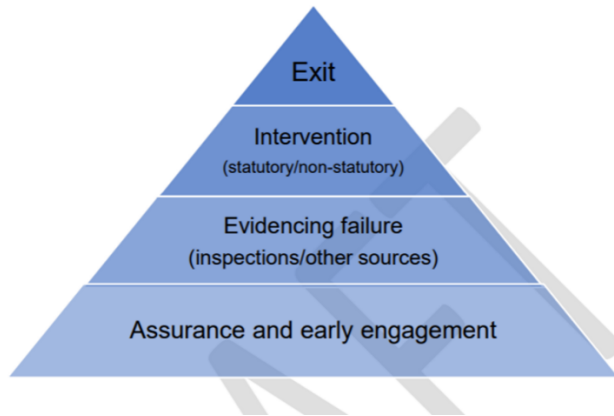 Exit
Intervention
(statutory/non-statutory)
Evidencing failure
(inspections/other sources)
Assurance and early engagement